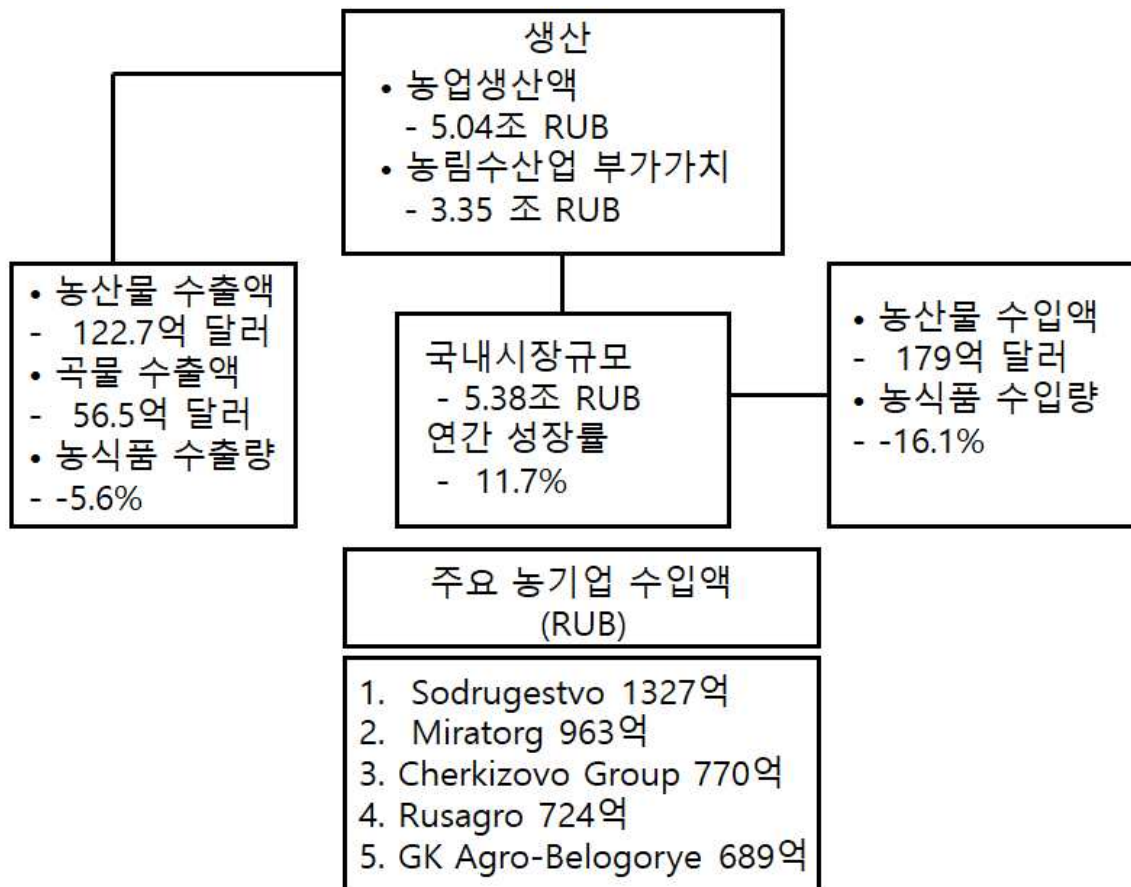 생산
• 농업생산액
- 5.04조 RUB
• 농림수산업 부가가치
- 3.35 조 RUB
• 농산물 수출액
- 122.7억 달러
• 곡물 수출액
- 56.5억 달러
• 농식품 수출량
- -5.6%
국내시장규모
- 5.38조 RUB
연간 성장률
- 11.7%
• 농산물 수입액
- 179억 달러
• 농식품 수입량
- -16.1%
주요 농기업 수입액
(RUB)
1. Sodrugestvo 1327억
2. Miratorg 963억
3. Cherkizovo Group 770억
4. Rusagro 724억
5. GK Agro-Belogorye 689억